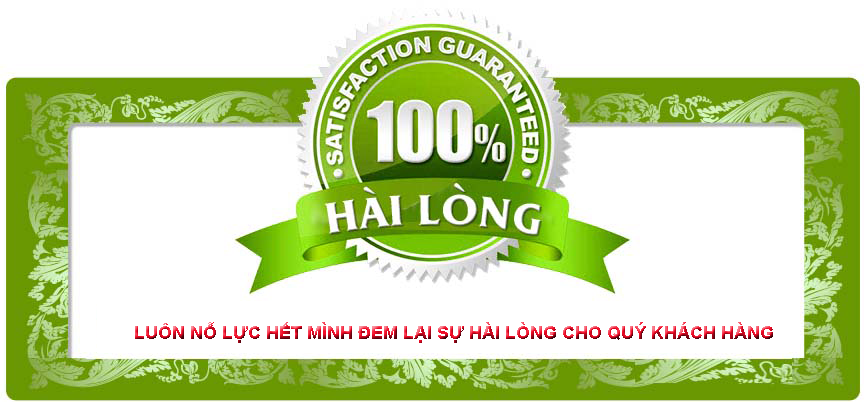 SATISFACTION GUARANTEED
100%
HÀI LÒNG
LUÔN NỖ LỰC HẾT MÌNH ĐEM LẠI SỰ HÀI LÒNG CHO QUÝ KHÁCH HÀNG